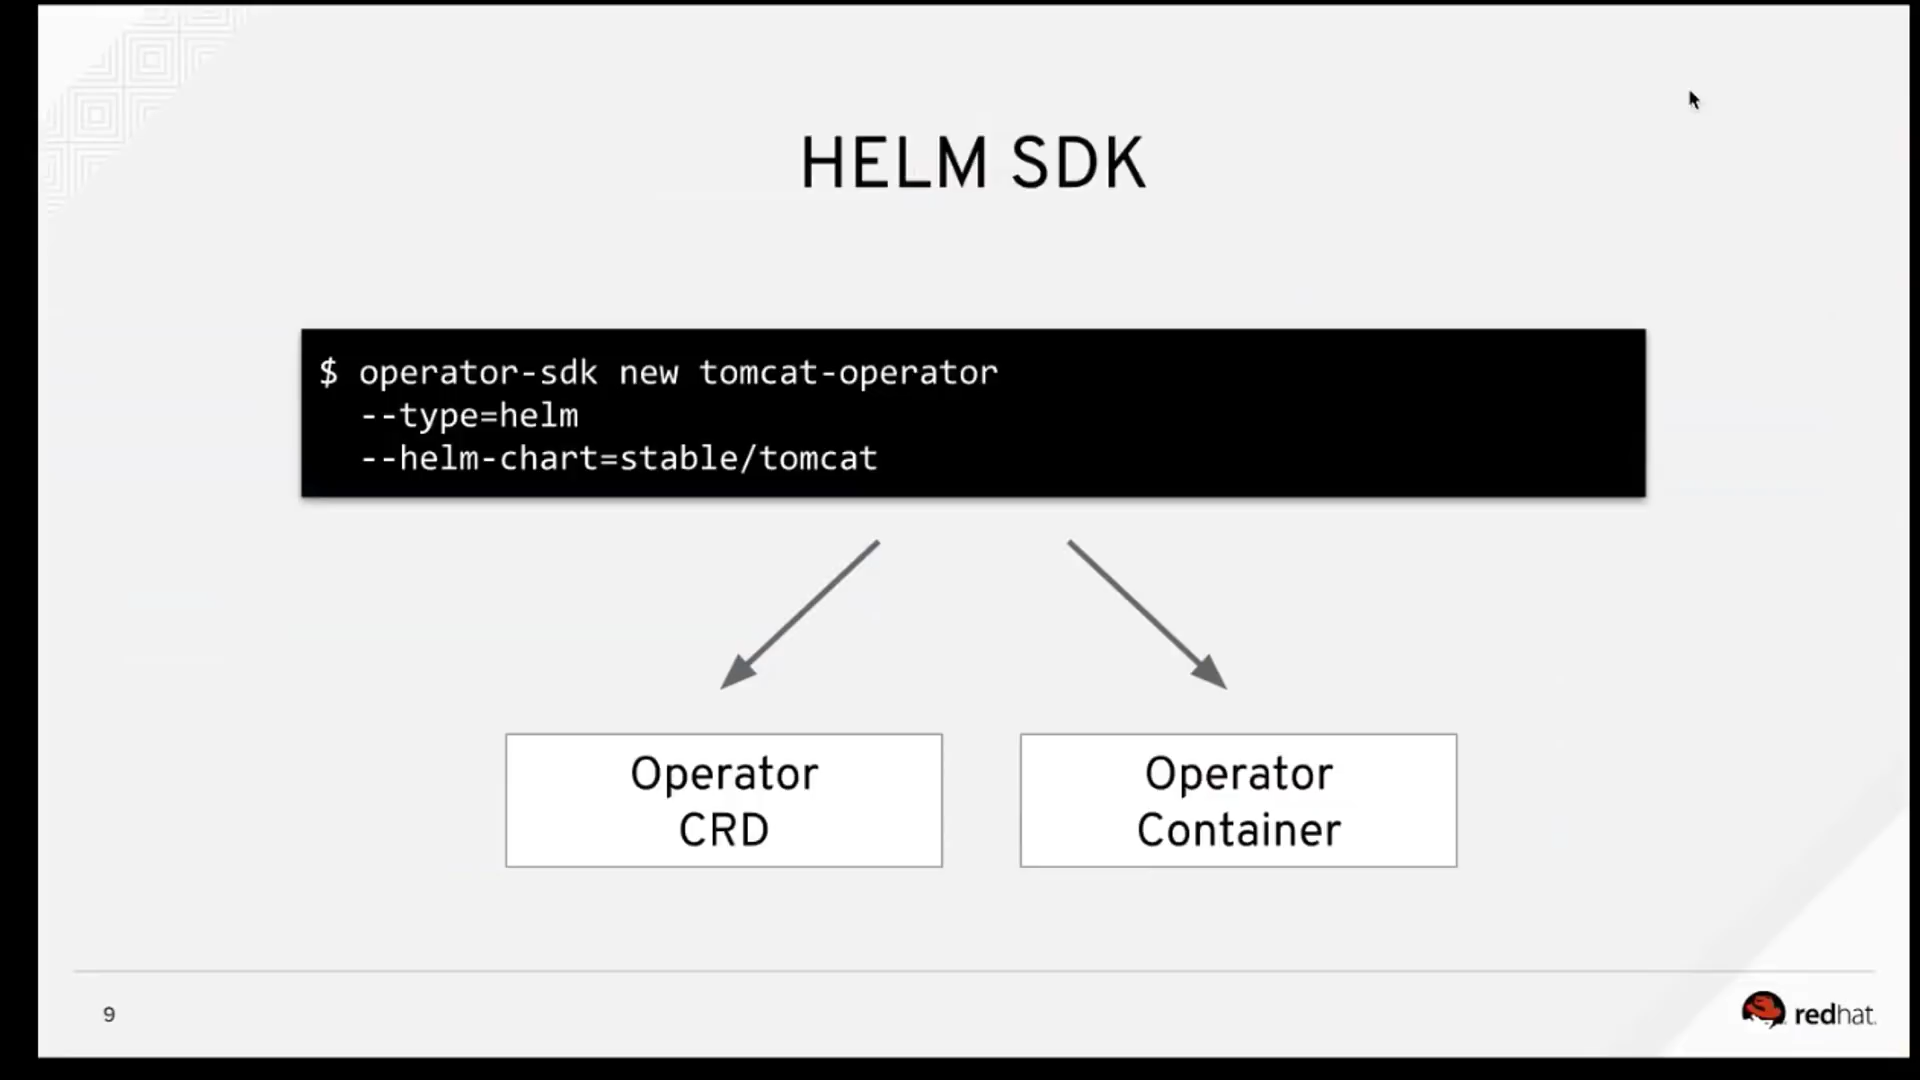 HELM SDK
$ operator-sdk new tomcat-operator
--type=helm
--helm-chart=stable/tomcat
Operator
CRD
Operator
Container
9
redhat.